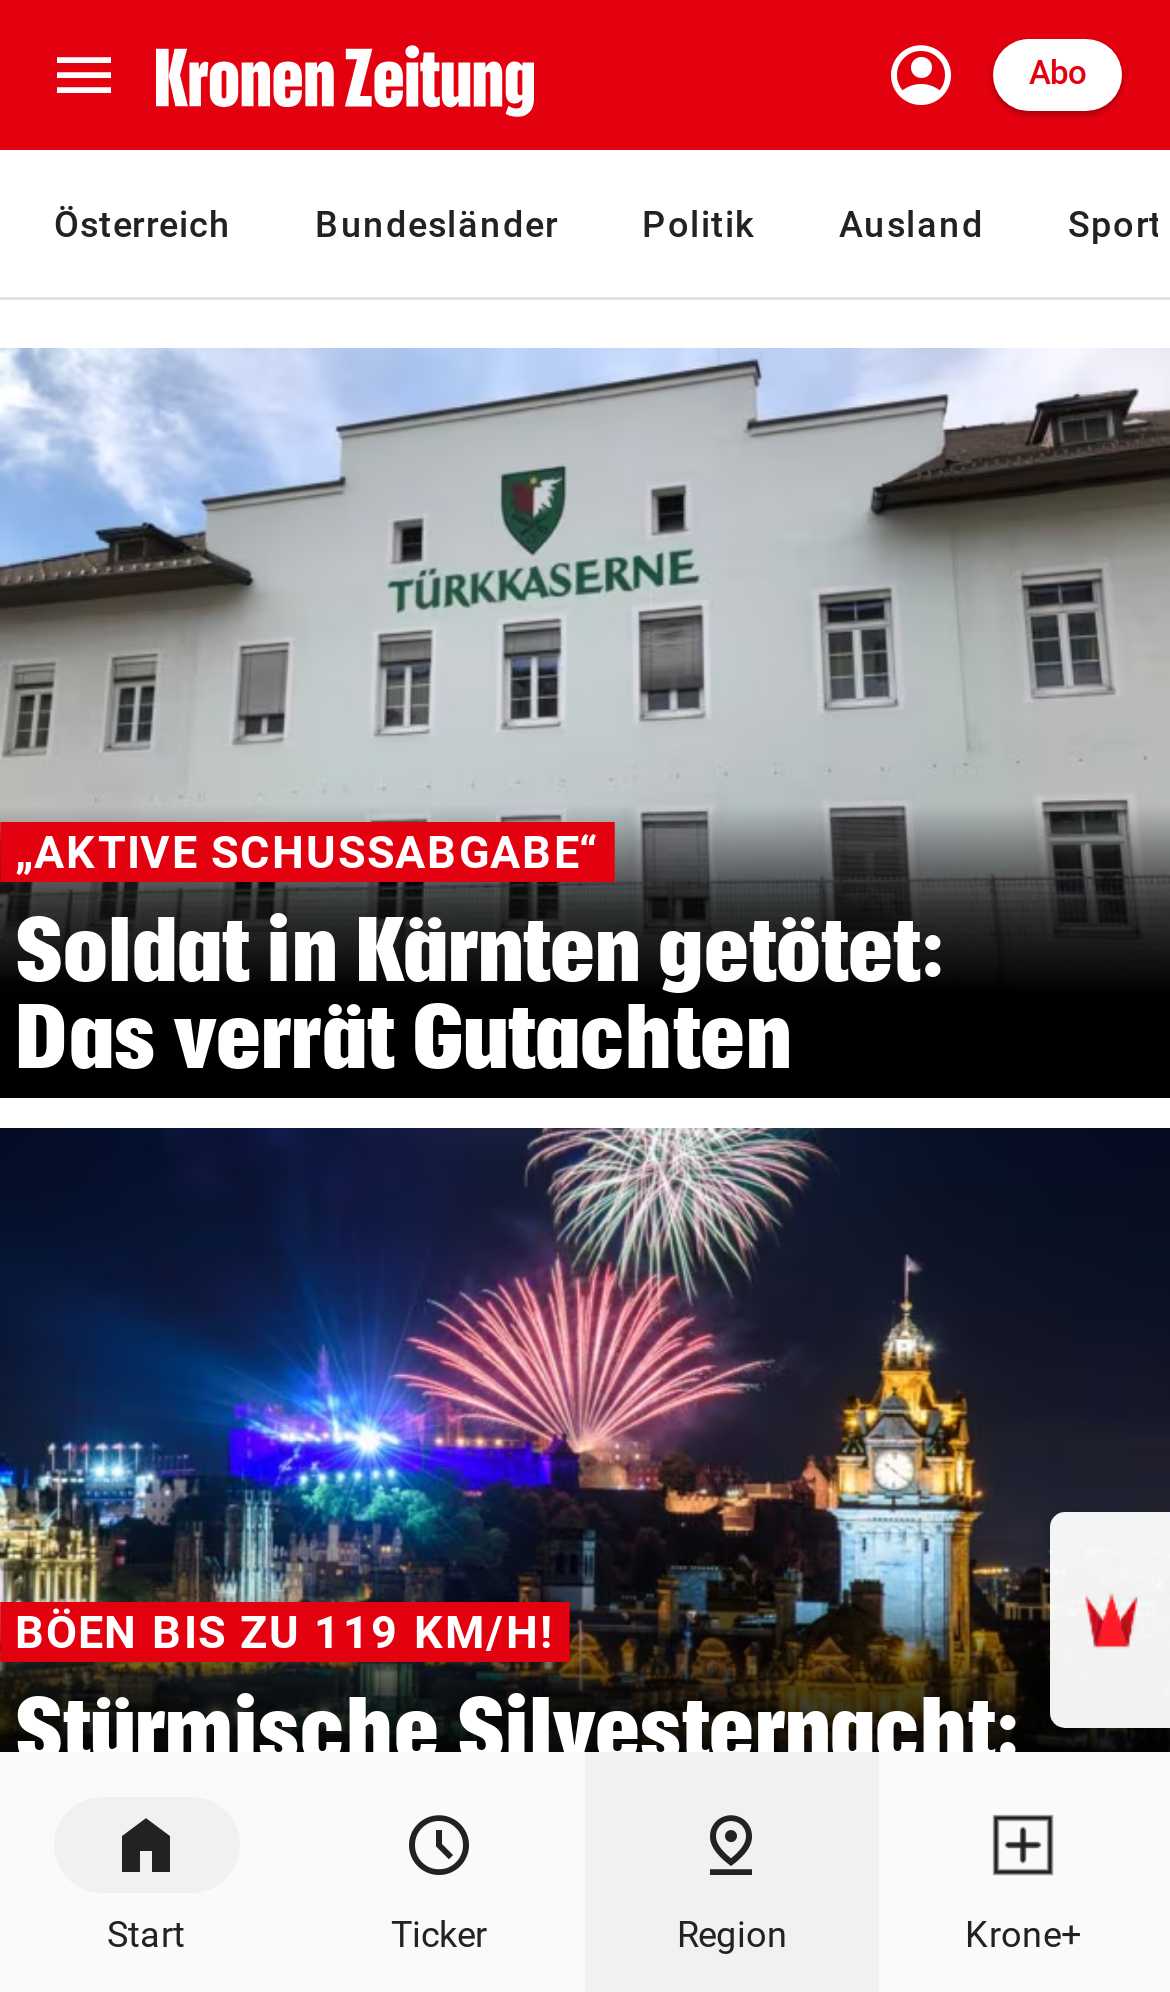 Kronen Zeitung
Abo
Österreich Bundesländer Politik Ausland Sport
TÜRKKASERNE
„AKTIVE SCHUSSABGABE“
Soldat in Kärnten getötet:
Das verrät Gutachten
BÖEN BIS ZU 119 KM/H!
Stürmische Silvesternacht:
Start Ticker Region Krone+